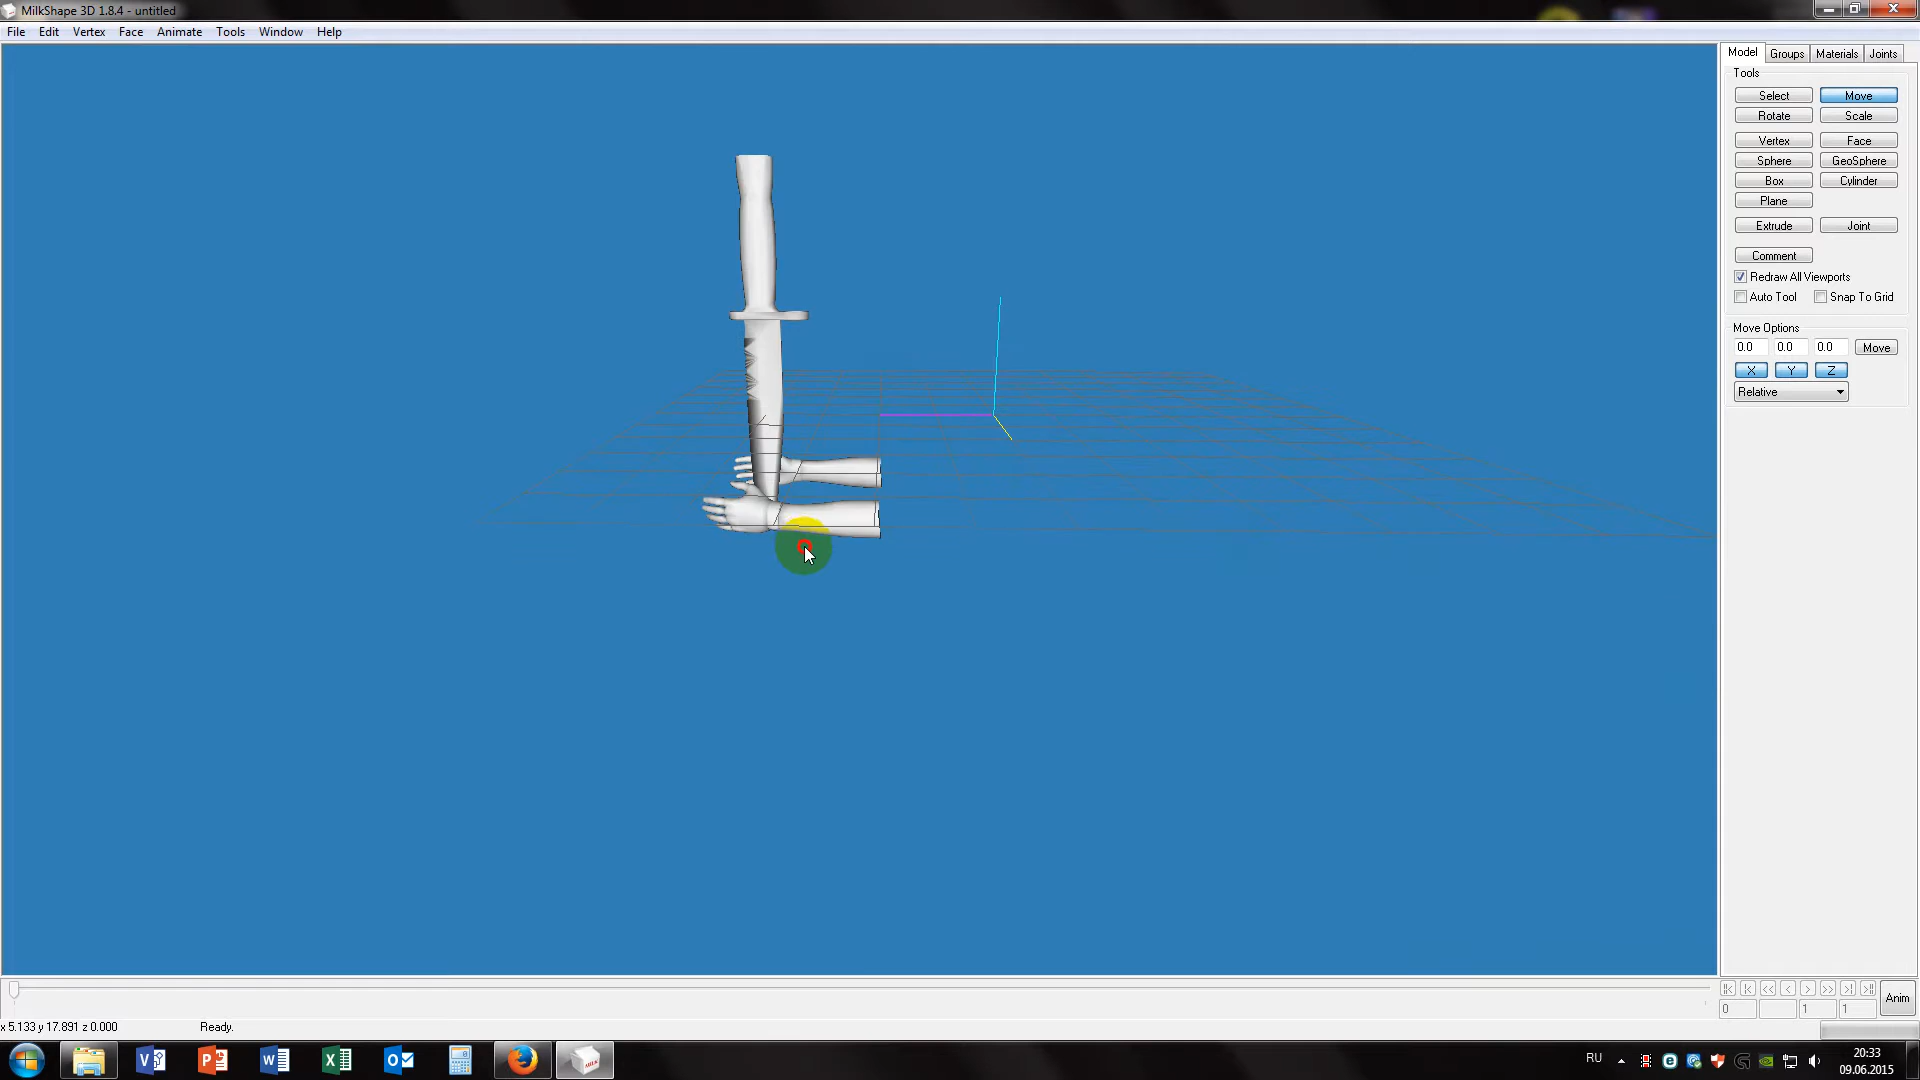 MilkShape 3D 1.8.4 - untitled
File Edit Vertex Face Animate Tools Window Help
Model Groups Materials Joints
Tools
Select Move
Rotate Scale
Vertex Face
Sphere GeoSphere
Box Cylinder
Plane
Extrude Joint
Comment
Redraw All Viewports
Auto Tool Snap To Grid
Move Options
0.0 0.0 0.0 Move
X Y Z
Relative
Anim
0 1 1
x 5.133 y 17.891 z 0.000 Ready.
RU
20:33
09.06.2015